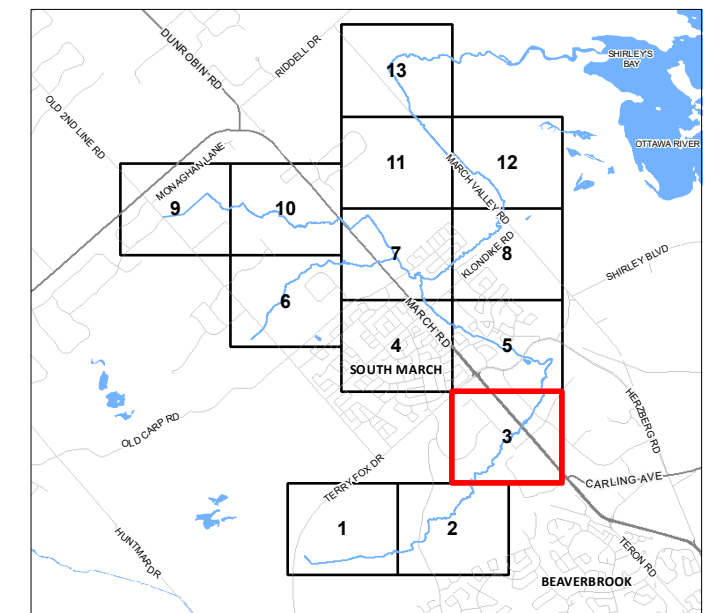 DUNROBIN RD
RIDDELL DR
SHIRLEY'S
BAY
13
OLD 2ND LINE RD
OTTAWA RIVER
MONAGHAN LANE
11
12
MARCH VALLEY RD
9
10
7
KLONDIKE RD
8
SHIRLEY BLVD
6
MARCH RD
4
5
SOUTH MARCH
HERZBERG RD
OLD CARP RD
3
TERRY FOX DR
CARLING AVE
1
2
HUNTMAR DR
TERON RD
BEAVERBROOK